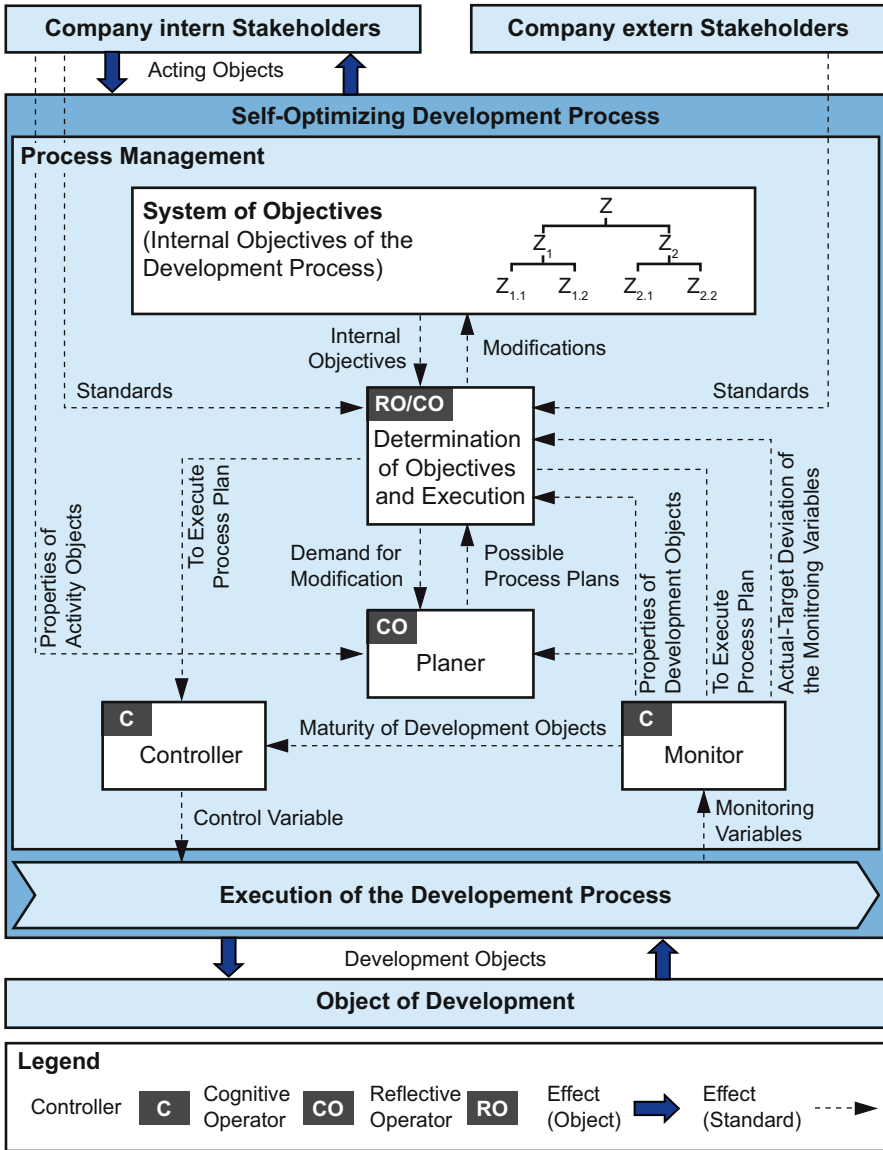 Company intern Stakeholders
Company extern Stakeholders
Acting Objects
Self-Optimizing Development Process
Process Management
System of Objectives
(Internal Objectives of the
Development Process)
Z
Z1
Z2
Z1.1
Z1.2
Z2.1
Z2.2
Internal
Objectives
Modifications
Standards
Standards
RO/CO
Determination
of Objectives
and Execution
To Execute
Process Plan
Properties of
Activity Objects
Demand for
Modification
Possible
Process Plans
Properties of
Development Objects
To Execute
Process Plan
Actual-Target Deviation of
the Monitroing Variables
CO
Planer
C
Controller
Maturity of Development Objects
C
Monitor
Control Variable
Monitoring
Variables
Execution of the Developement Process
Development Objects
Object of Development
Legend
Controller
C
Cognitive
Operator
CO
Reflective
Operator
RO
Effect
(Object)
Effect
(Standard)